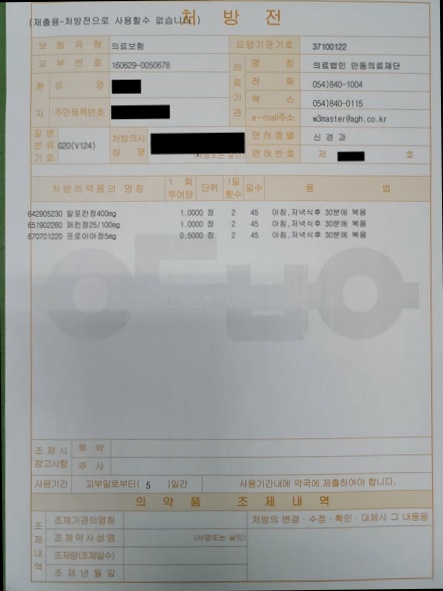 (제출용-처방전으로 사용할수 없습니다)
처 방 전
보 험 유 형 의료보험 요양기관기호 37100122
교 부 번 호 160629-0050678 의료기관 명 칭 의료법인 안동의료재단
환자 성 명 전 화 054)840-1004
팩 스 054)840-0115
주민등록번호 e-mail주소 w3master@agh.co.kr
질병분류기호 G20(V124) 처방의사성명 (서명또는 날인) 면허종별 신 경 과
면허번호 제 호
처방의약품의 명칭 1회투여량 단위 1일횟수 일수 용 법
642905230 말포칸정400mg 1.0000 정 2 45 아침,저녁식후 30분에 복용
651902260 퍼킨정25/100mg 1.0000 정 2 45 아침,저녁식후 30분에 복용
670701220 프로이어정5mg 0.5000 정 2 45 아침,저녁식후 30분에 복용
조제시참고사항 투 약
주 사
사용기간 교부일로부터( 5 )일간 사용기간내에 약국에 제출하여야 합니다.
의 약 품 조 제 내 역
조제내역 조제기관의명칭 처방의 변경·수정·확인·대체시 그 내용등
조제약사성명 (서명또는 날인)
조제량(조제일수)
조 제 년 월 일